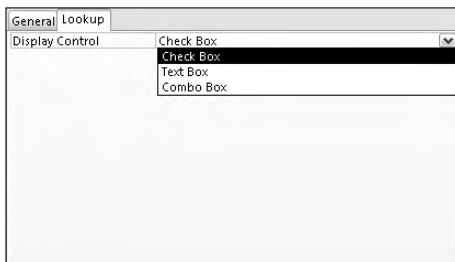 General Lookup
Display Control Check Box
Check Box
Text Box
Combo Box